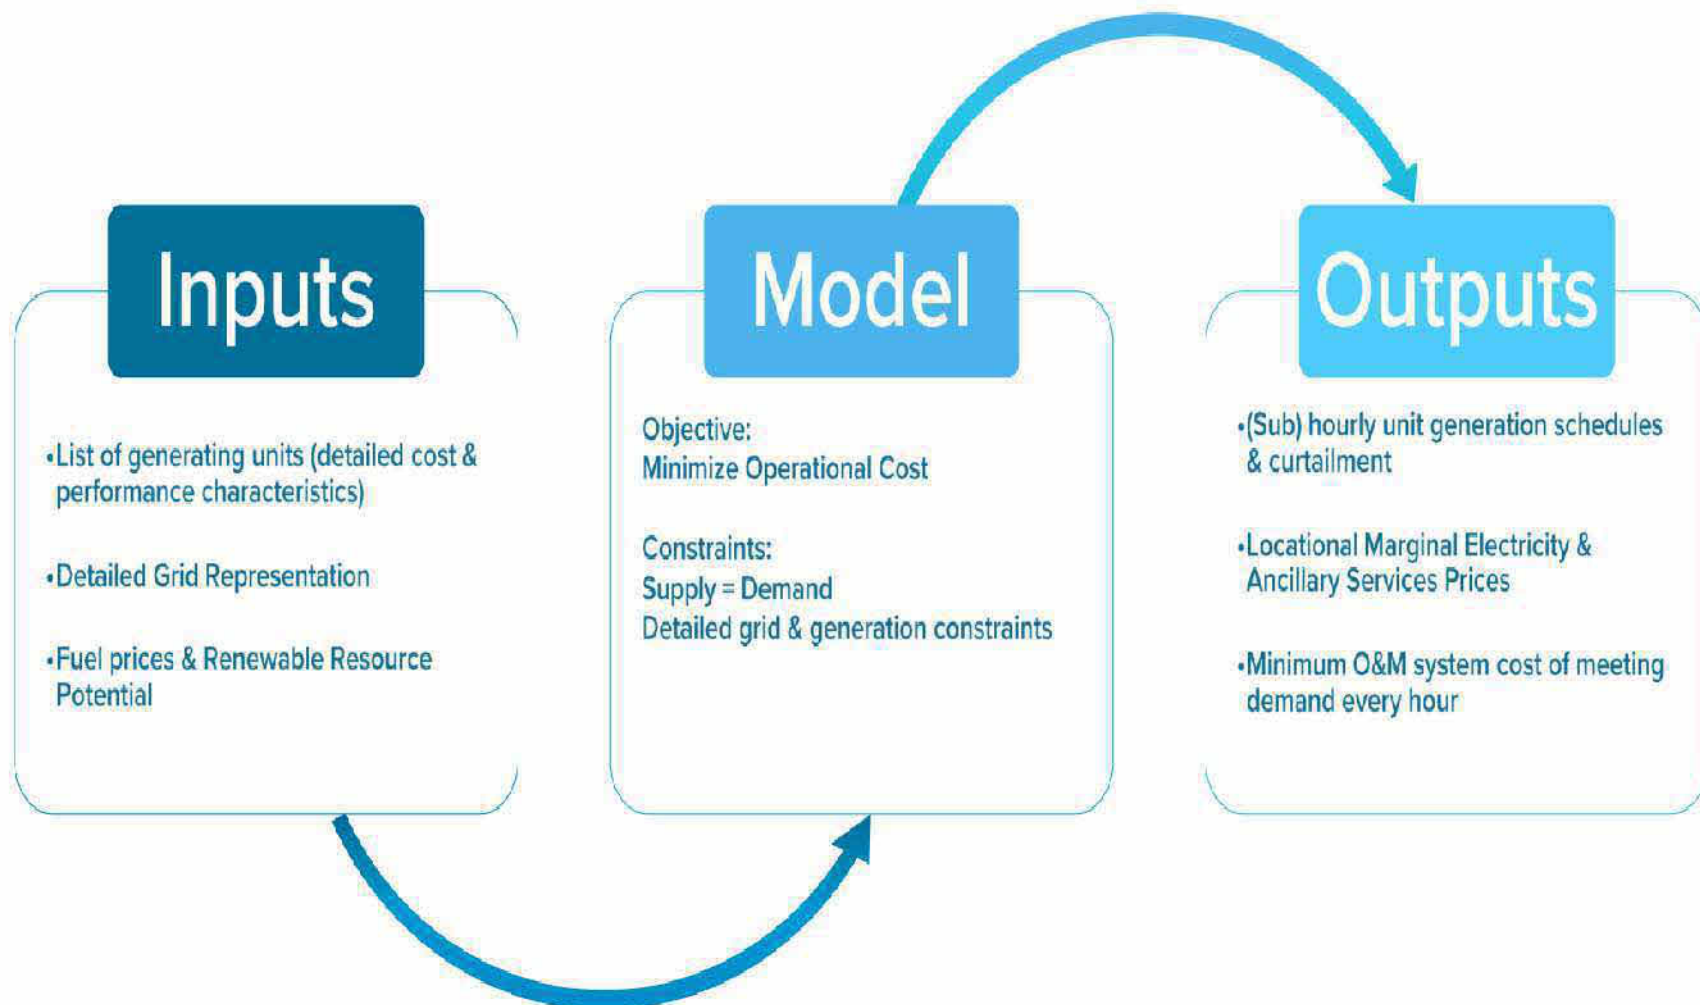 Inputs
•List of generating units (detailed cost &
performance characteristics)
•Detailed Grid Representation
•Fuel prices & Renewable Resource
Potential
Model
Objective:
Minimize Operational Cost
Constraints:
Supply = Demand
Detailed grid & generation constraints
Outputs
•(Sub) hourly unit generation schedules
& curtailment
•Locational Marginal Electricity &
Ancillary Services Prices
•Minimum O&M system cost of meeting
demand every hour